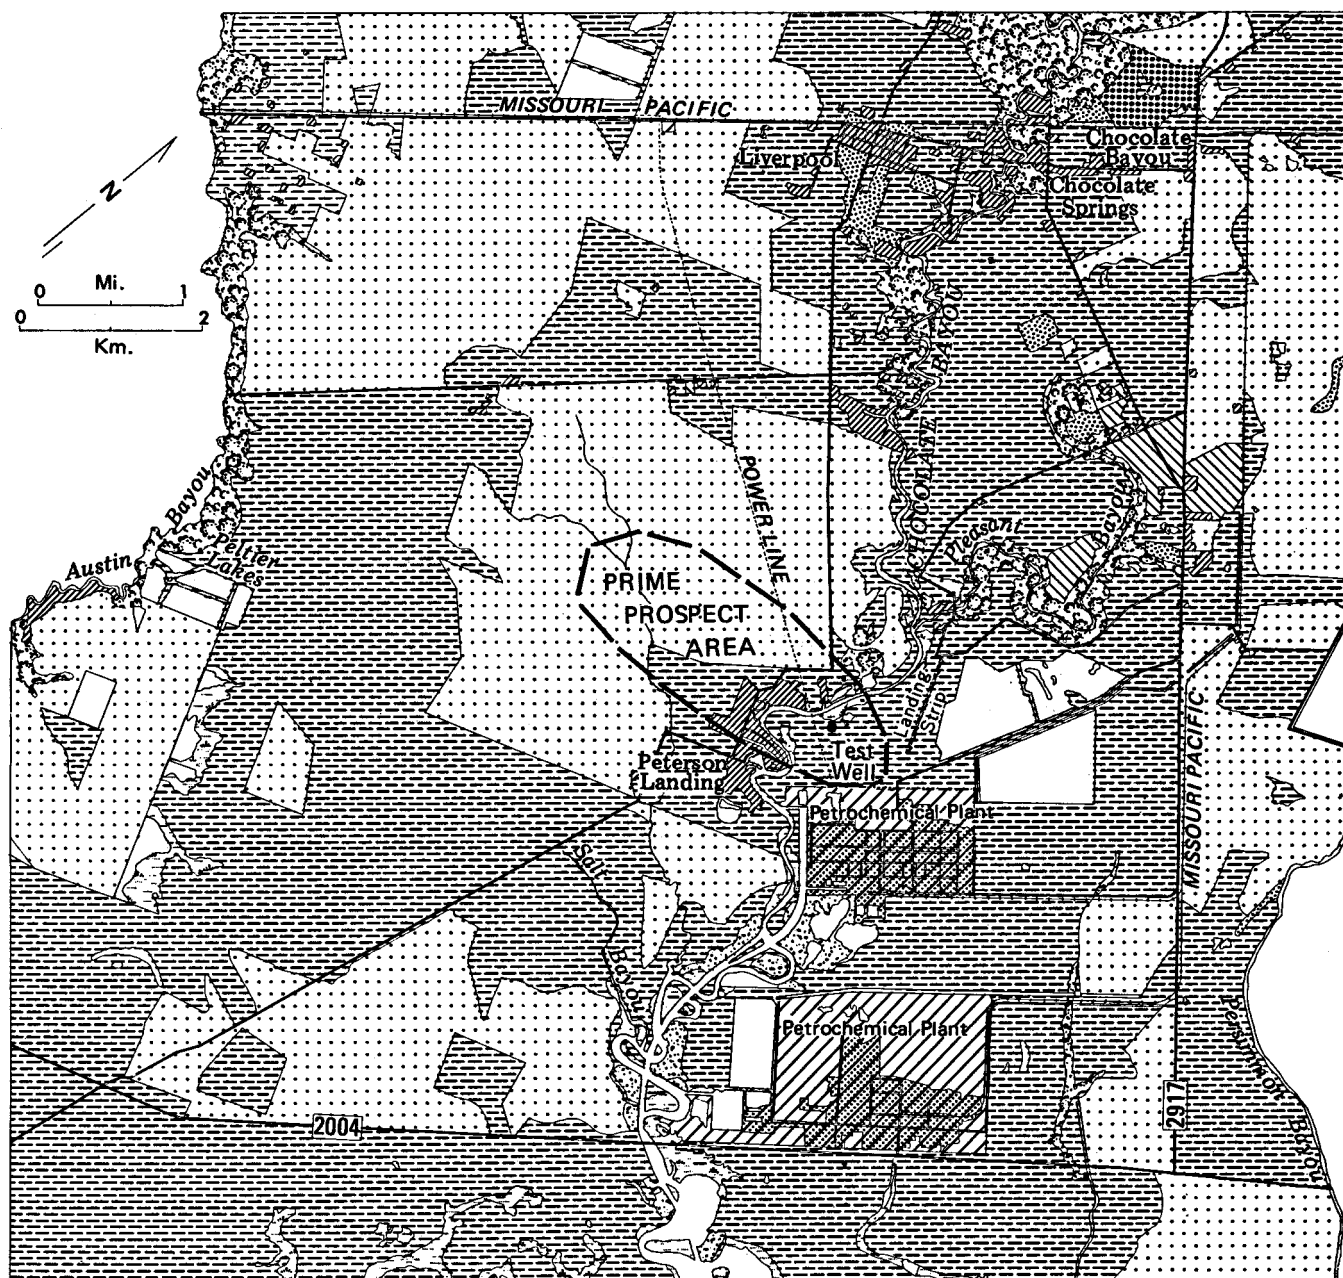 MISSOURI PACIFIC
Liverpool
Chocolate
Bayou
Chocolate
Springs
N
Mi.
0 1
0 2
Km.
CHOCOLATE BAYOU
POWER LINE
Austin Bayou
Peltier
Lakes
Pleasant Bayou
PRIME
PROSPECT
AREA
Landing
Strip
MISSOURI PACIFIC
Test
Well
Peterson
Landing
Petrochemical Plant
Salt Bayou
Petrochemical Plant
Persimmon Bayou
2004
2917